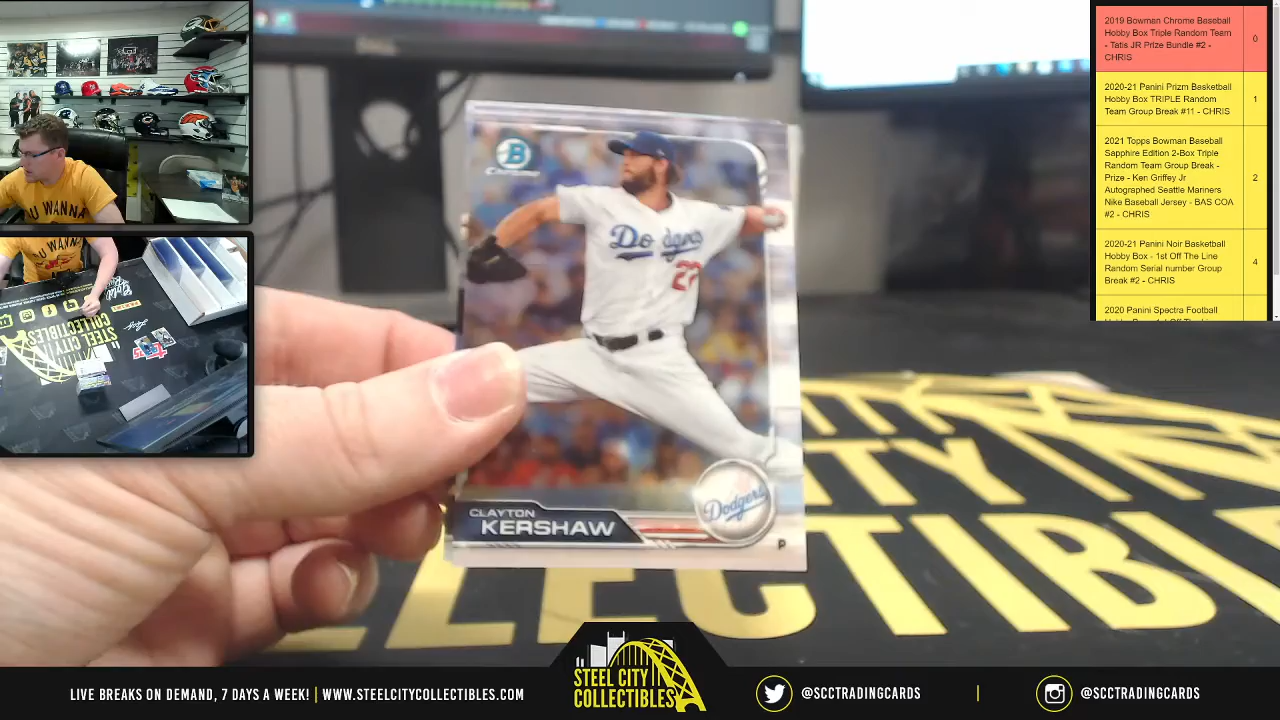 2019 Bowman Chrome Baseball
Hobby Box Triple Random Team
- Tatis JR Prize Bundle #2 -
CHRIS
0
2020-21 Panini Prizm Basketball
Hobby Box TRIPLE Random
Team Group Break #11 - CHRIS
1
2021 Topps Bowman Baseball
Sapphire Edition 2-Box Triple
Random Team Group Break -
Prize - Ken Griffey Jr
Autographed Seattle Mariners
Nike Baseball Jersey - BAS COA
#2 - CHRIS
2
2020-21 Panini Noir Baseketball
Hobby Box - 1st Off The Line
Random Serial number Group
Break #2 - CHRIS
4
2020 Panini Spectra Football
B
Chrome
Dodgers
22
CLAYTON
KERSHAW
Dodgers
P
U WANNA
STEEL CITY
COLLECTIBLES
LIVE BREAKS ON DEMAND, 7 DAYS A WEEK! | WWW.STEELCITYCOLLECTIBLES.COM
STEEL CITY
COLLECTIBLES
@SCCTRADINGCARDS
|
@SCCTRADINGCARDS